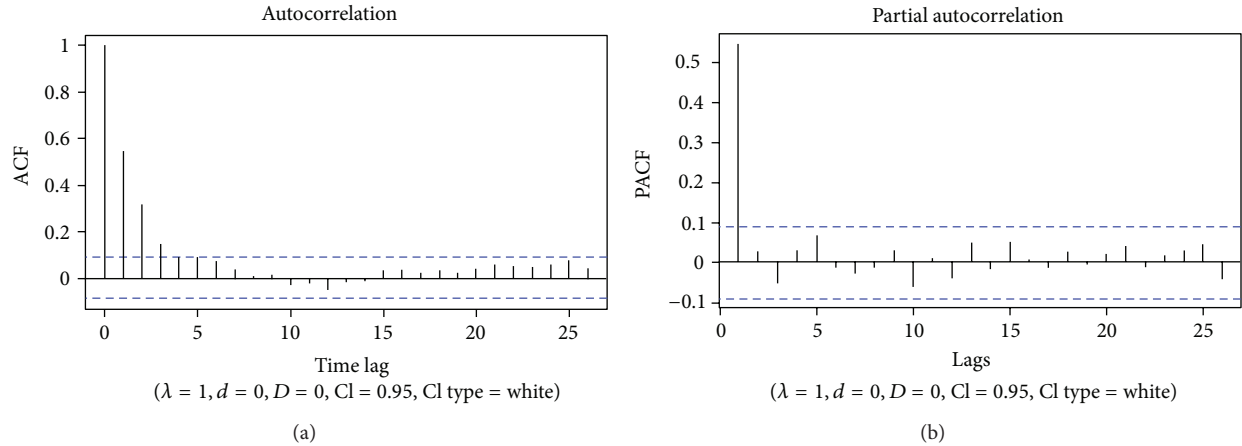 Autocorrelation
1
0.8
0.6
0.4
0.2
0
ACF
0 5 10 15 20 25
Time lag
(λ = 1, d = 0, D = 0, Cl = 0.95, Cl type = white)
(a)
Partial autocorrelation
0.5
0.4
0.3
0.2
0.1
0
−0.1
PACF
0 5 10 15 20 25
Lags
(λ = 1, d = 0, D = 0, Cl = 0.95, Cl type = white)
(b)